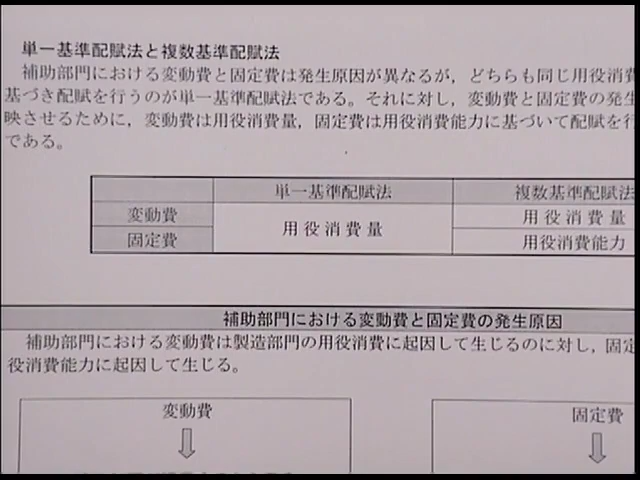 単一基準配賦法と複数基準配賦法
補助部門における変動費と固定費は発生原因が異なるが,どちらも同じ用役消費
基づき配賦を行うのが単一基準配賦法である。それに対し,変動費と固定費の発生
映させるために,変動費は用役消費量,固定費は用役消費能力に基づいて配賦を行
である。
単一基準配賦法 複数基準配賦法
変動費 用役消費量 用役消費量
固定費 用役消費能力
補助部門における変動費と固定費の発生原因
補助部門における変動費は製造部門の用役消費に起因して生じるのに対し,固定
役消費能力に起因して生じる。
変動費 固定費